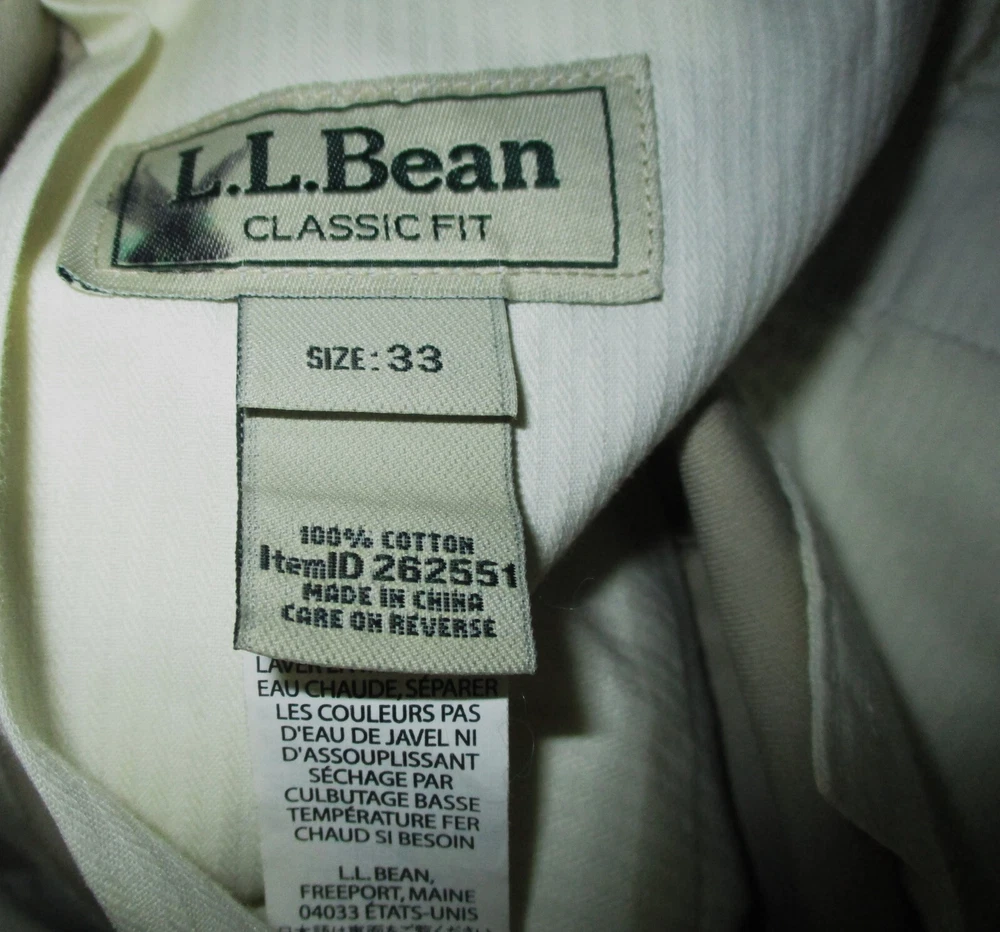 L.L.Bean
CLASSIC FIT
SIZE: 33
100% COTTON
ItemID 262551
MADE IN CHINA
CARE ON REVERSE
LAVER
EAU CHAUDE, SÉPARER
LES COULEURS PAS
D'EAU DE JAVEL NI
D'ASSOUPLISSANT
SÉCHAGE PAR
CULBUTAGE BASSE
TEMPÉRATURE FER
CHAUD SI BESOIN
L.L. BEAN,
FREEPORT, MAINE
04033 ÉTATS-UNIS